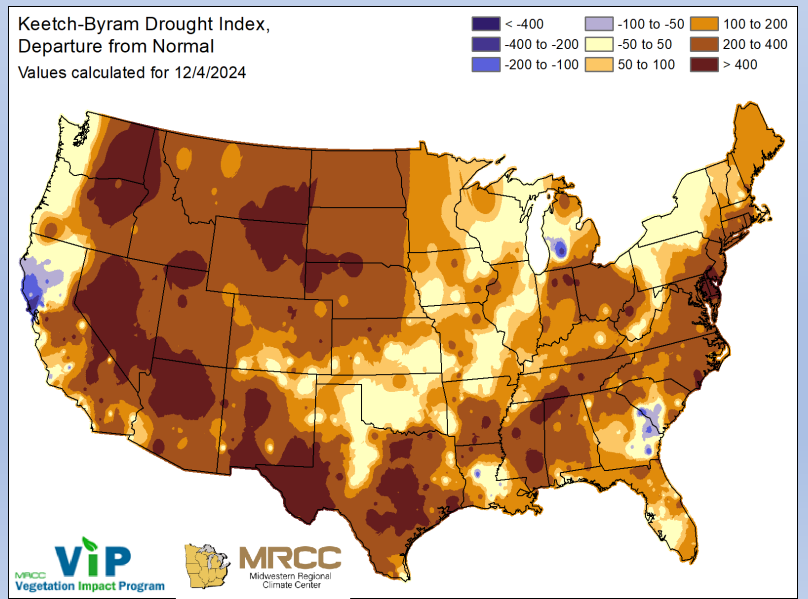 Keetch-Byram Drought Index,
Departure from Normal
Values calculated for 12/4/2024
< -400
-400 to -200
-200 to -100
-100 to -50
-50 to 50
50 to 100
100 to 200
200 to 400
> 400
MRCC
ViP
Vegetation Impact Program
MRCC
Midwestern Regional
Climate Center